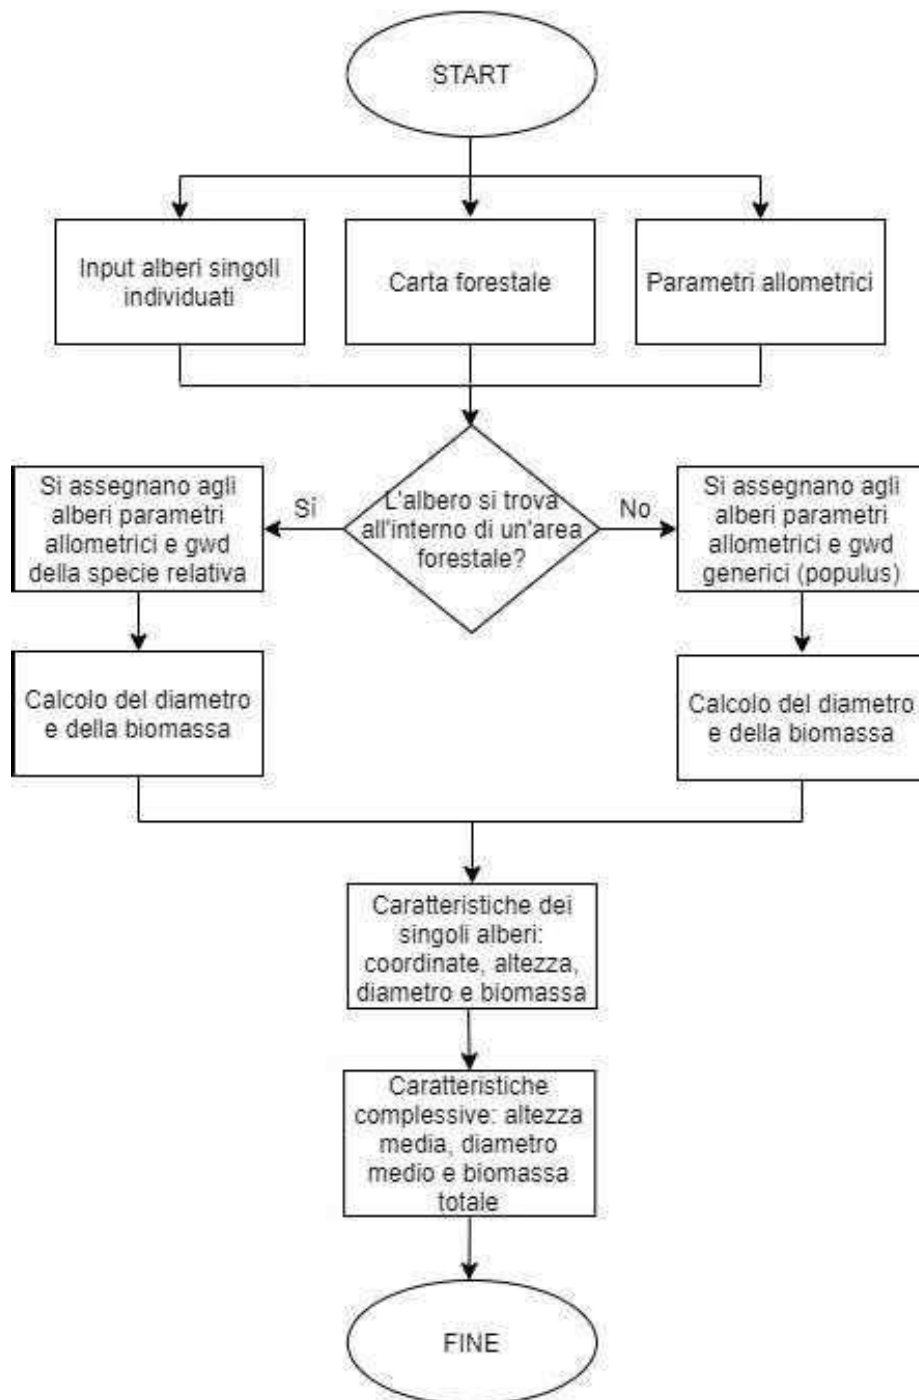 START
Input alberi singoli
individuati
Carta forestale
Parametri allometrici
L'albero si trova
all'interno di un'area
forestale?
Si
No
Si assegnano agli
alberi parametri
allometrici e gwd
della specie relativa
Si assegnano agli
alberi parametri
allometrici e gwd
generici (populus)
Calcolo del diametro
e della biomassa
Calcolo del diametro
e della biomassa
Caratteristiche dei
singoli alberi:
coordinate, altezza,
diametro e biomassa
Caratteristiche
complessive: altezza
media, diametro
medio e biomassa
totale
FINE